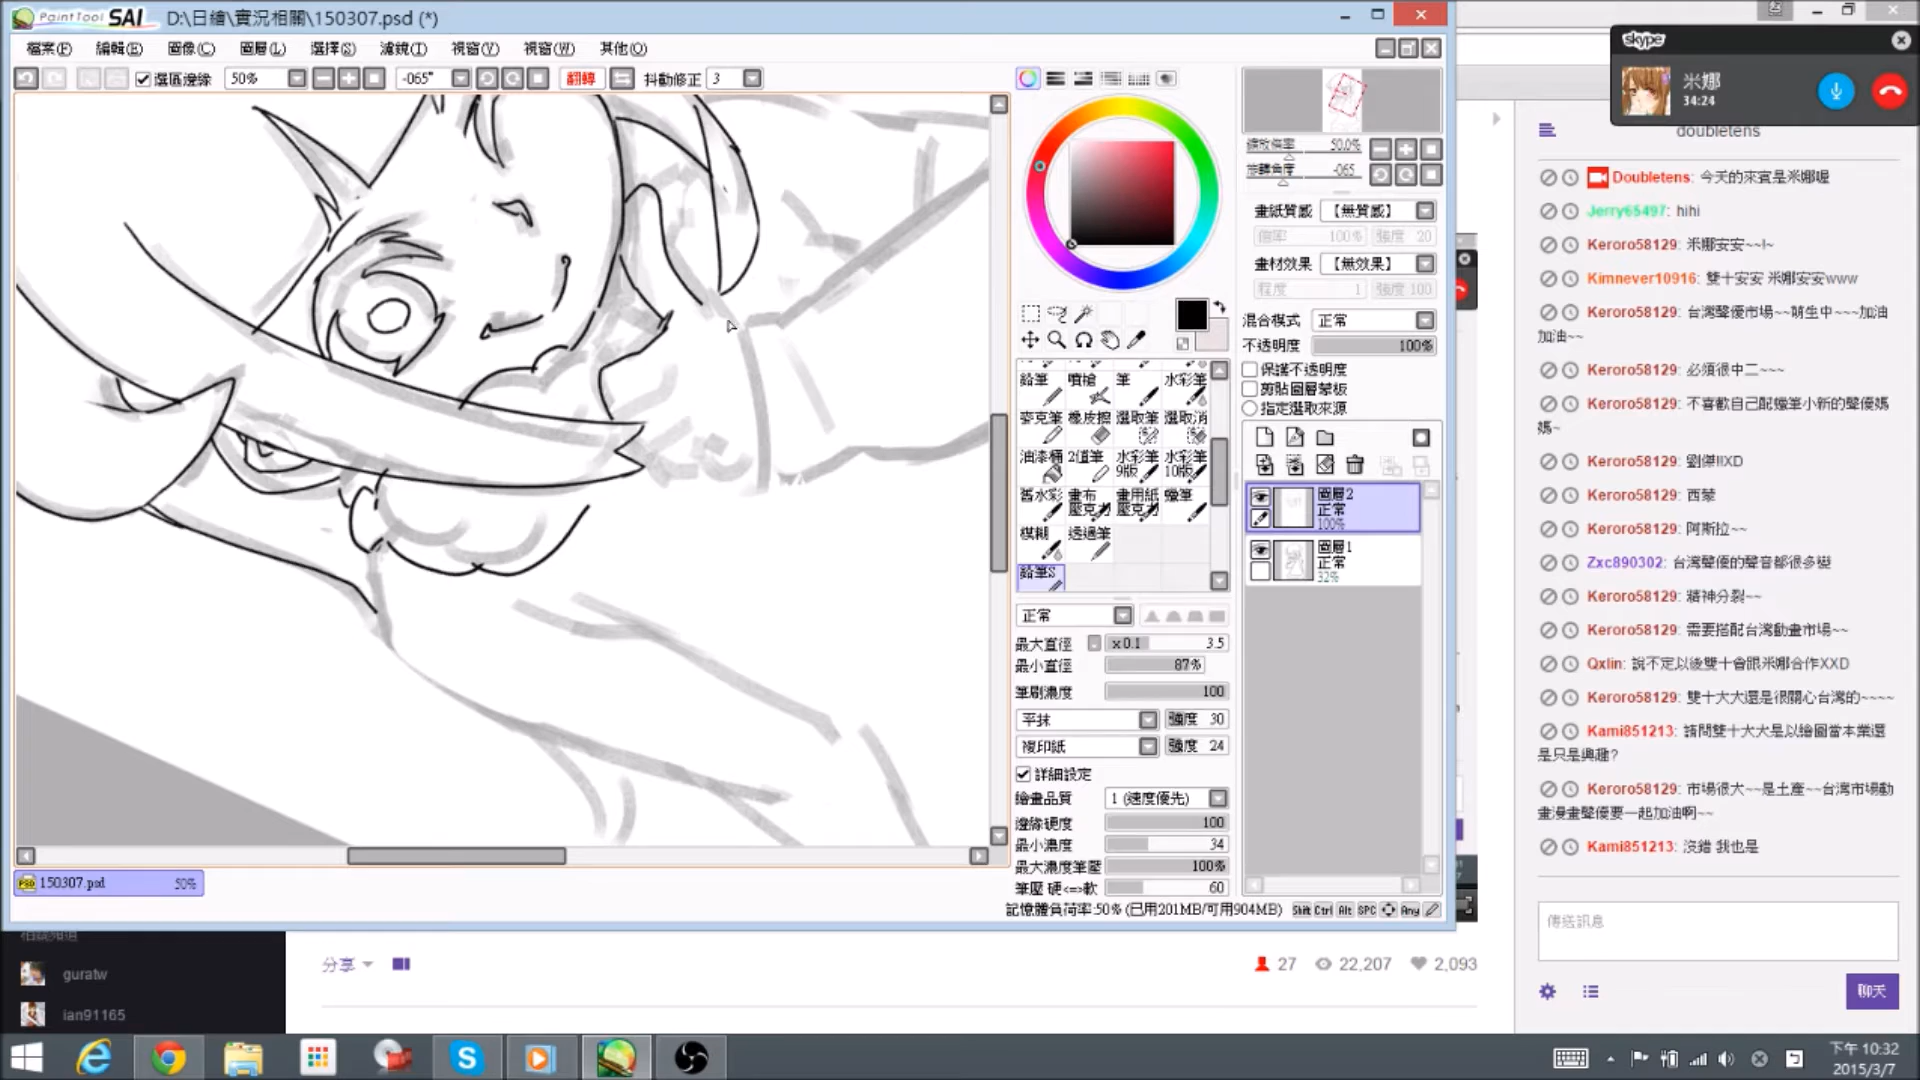 PaintTool SAI D:\日繪\實況相關\150307.psd (*)
檔案(F) 編輯(E) 圖像(C) 圖層(L) 選擇(S) 濾鏡(T) 視窗(V) 視窗(W) 其他(O)
選區邊緣 50% -065° 翻轉 抖動修正 3
縮放倍率 50.0%
旋轉角度 -065
畫紙質感 【無質感】
倍率 100% 強度 20
畫材效果 【無效果】
程度 1 強度 100
混合模式 正常
不透明度 100%
保護不透明度
剪貼圖層蒙板
指定選取來源
鉛筆 噴槍 筆 水彩筆
麥克筆 橡皮擦 選取筆 選取消
油漆桶 2值筆 水彩筆9版 水彩筆10版
舊水彩 畫布壓克力 畫用紙壓克力 蠟筆
模糊 透過筆
鉛筆S
圖層2
正常
100%
圖層1
正常
32%
正常
最大直徑 x0.1 3.5
最小直徑 87%
筆刷濃度 100
平抹 強度 30
複印紙 強度 24
詳細設定
繪畫品質 1 (速度優先)
邊緣硬度 100
最小濃度 34
最大濃度筆壓 100%
筆壓 硬<=>軟 60
150307.psd 50%
記憶體負荷率:50% (已用201MB/可用904MB) Shift Ctrl Alt SPC Any
skype
米娜
34:24
doubletens
Doubletens: 今天的來賓是米娜喔
Jerry65497: hihi
Keroro58129: 米娜安安~~!~
Kimnever10916: 雙十安安 米娜安安www
Keroro58129: 台灣聲優市場~~萌生中~~~加油
加油~~
Keroro58129: 必須很中二~~~
Keroro58129: 不喜歡自己配蠟筆小新的聲優媽
媽~
Keroro58129: 劉傑!!XD
Keroro58129: 西蒙
Keroro58129: 阿斯拉~~
Zxc890302: 台灣聲優的聲音都很多變
Keroro58129: 精神分裂~~
Keroro58129: 需要搭配台灣動畫市場~~
Qxlin: 說不定以後雙十會跟米娜合作XXD
Keroro58129: 雙十大大還是很關心台灣的~~~~
Kami851213: 請問雙十大大是以繪圖當本業還
是只是興趣?
Keroro58129: 市場很大~~是土產~~台灣市場動
畫漫畫聲優要一起加油啊~~
Kami851213: 沒錯 我也是
傳送訊息
聊天
guratw
ian91165
分享
27 22,207 2,093
下午 10:32
2015/3/7